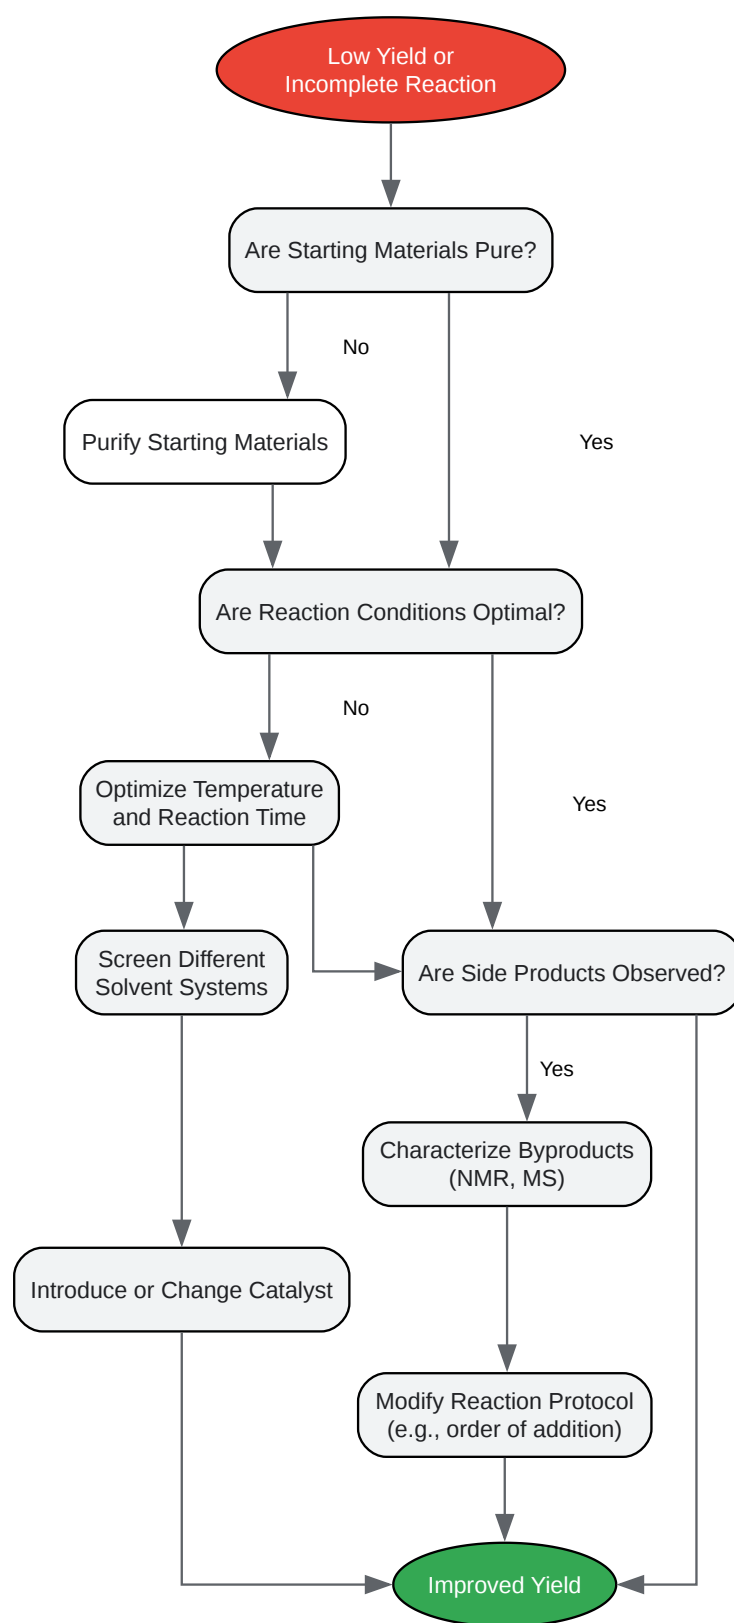 Low Yield or
Incomplete Reaction
Are Starting Materials Pure?
No
Purify Starting Materials
Yes
Are Reaction Conditions Optimal?
No
Optimize Temperature
and Reaction Time
Yes
Screen Different
Solvent Systems
Are Side Products Observed?
Yes
Characterize Byproducts
(NMR, MS)
Introduce or Change Catalyst
Modify Reaction Protocol
(e.g., order of addition)
Improved Yield